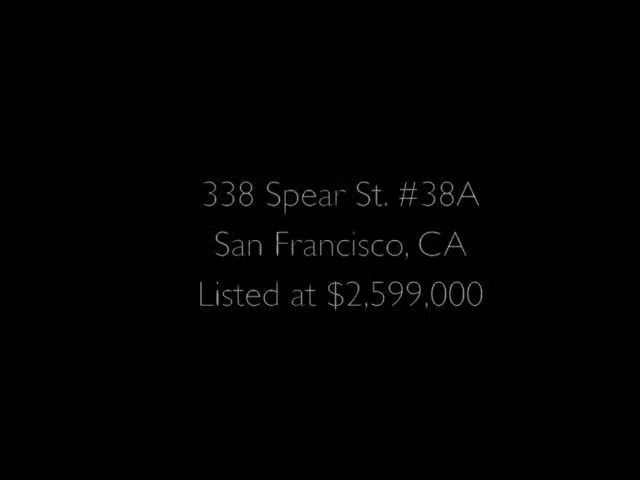 338 Spear St. #38A
San Francisco, CA
Listed at $2,599,000